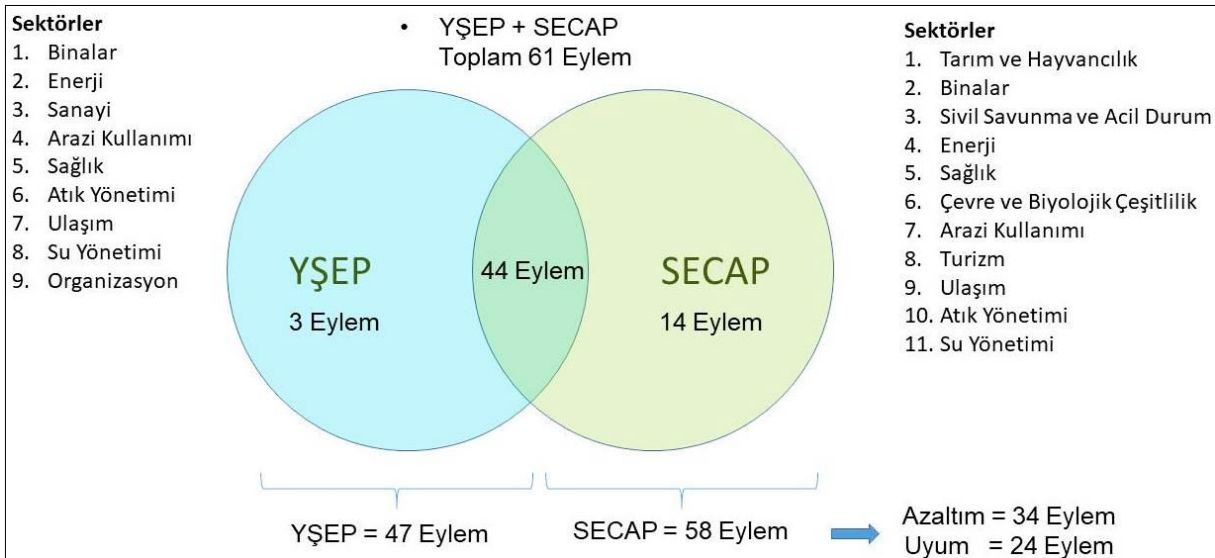 Sektörler
1. Binalar
2. Enerji
3. Sanayi
4. Arazi Kullanımı
5. Sağlık
6. Atık Yönetimi
7. Ulaşım
8. Su Yönetimi
9. Organizasyon
• YŞEP + SECAP
Toplam 61 Eylem
YŞEP
3 Eylem
44 Eylem
SECAP
14 Eylem
Sektörler
1. Tarım ve Hayvancılık
2. Binalar
3. Sivil Savunma ve Acil Durum
4. Enerji
5. Sağlık
6. Çevre ve Biyolojik Çeşitlilik
7. Arazi Kullanımı
8. Turizm
9. Ulaşım
10. Atık Yönetimi
11. Su Yönetimi
YŞEP = 47 Eylem
SECAP = 58 Eylem
Azaltım = 34 Eylem
Uyum = 24 Eylem